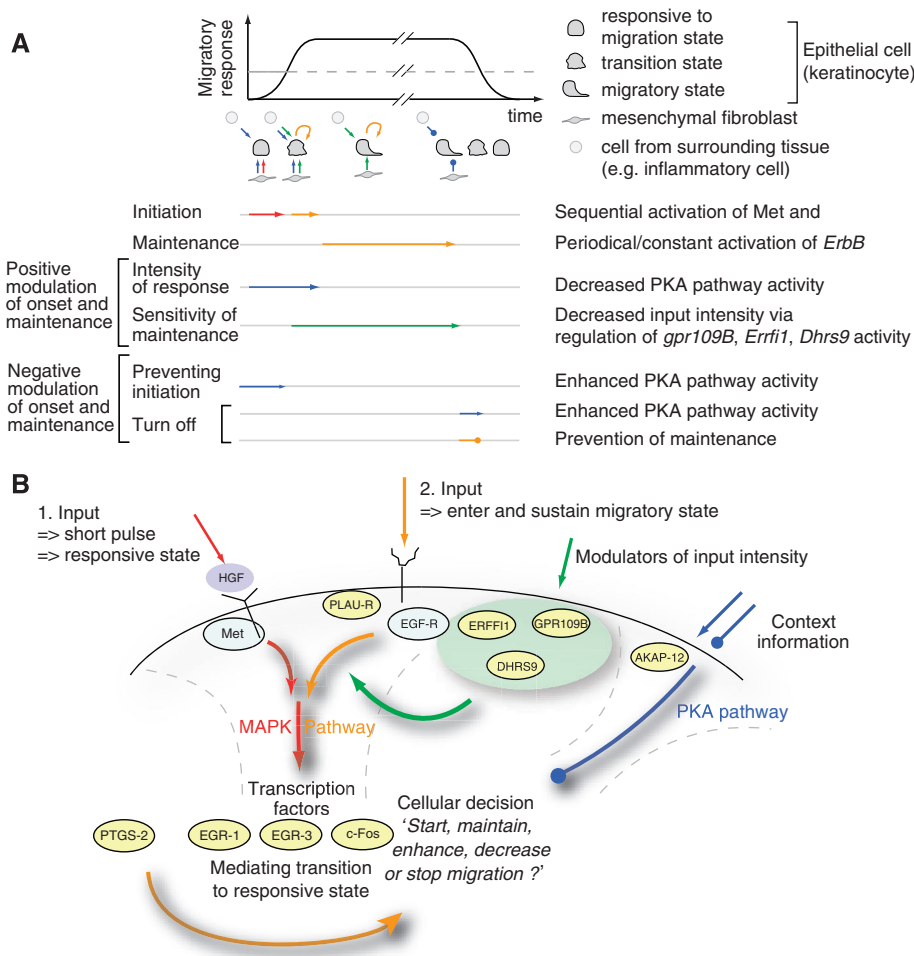 A
Migratory
response
time
responsive to
migration state
transition state
migratory state
Epithelial cell
(keratinocyte)
mesenchymal fibroblast
cell from surrounding tissue
(e.g. inflammatory cell)
Initiation
Sequential activation of Met and
Maintenance
Periodical/constant activation of ErbB
Positive
modulation
of onset and
maintenance
Intensity
of response
Decreased PKA pathway activity
Sensitivity of
maintenance
Decreased input intensity via
regulation of gpr109B, Errfi1, Dhrs9 activity
Negative
modulation
of onset and
maintenance
Preventing
initiation
Enhanced PKA pathway activity
Turn off
Enhanced PKA pathway activity
Prevention of maintenance
B
1. Input
=> short pulse
=> responsive state
2. Input
=> enter and sustain migratory state
Modulators of input intensity
Context
information
HGF
Met
PLAU-R
EGF-R
ERFFI1
GPR109B
DHRS9
AKAP-12
MAPK Pathway
PKA pathway
Transcription
factors
PTGS-2
EGR-1
EGR-3
c-Fos
Mediating transition
to responsive state
Cellular decision
'Start, maintain,
enhance, decrease
or stop migration ?'